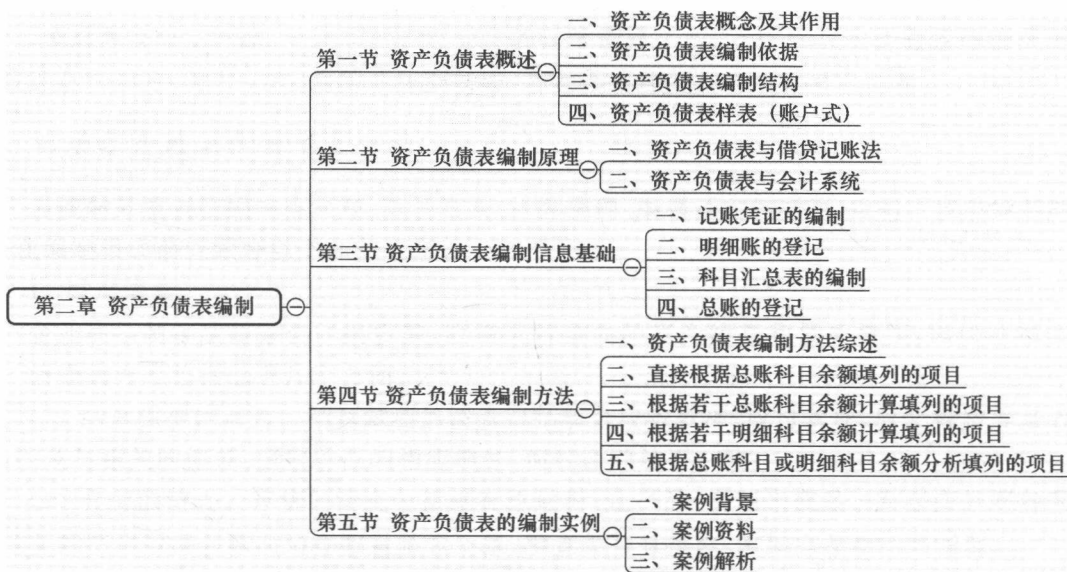 第二章 资产负债表编制
第一节 资产负债表概述
一、资产负债表概念及其作用
二、资产负债表编制依据
三、资产负债表编制结构
四、资产负债表样表（账户式）
第二节 资产负债表编制原理
一、资产负债表与借贷记账法
二、资产负债表与会计系统
第三节 资产负债表编制信息基础
一、记账凭证的编制
二、明细账的登记
三、科目汇总表的编制
四、总账的登记
第四节 资产负债表编制方法
一、资产负债表编制方法综述
二、直接根据总账科目余额填列的项目
三、根据若干总账科目余额计算填列的项目
四、根据若干明细科目余额计算填列的项目
五、根据总账科目或明细科目余额分析填列的项目
第五节 资产负债表的编制实例
一、案例背景
二、案例资料
三、案例解析